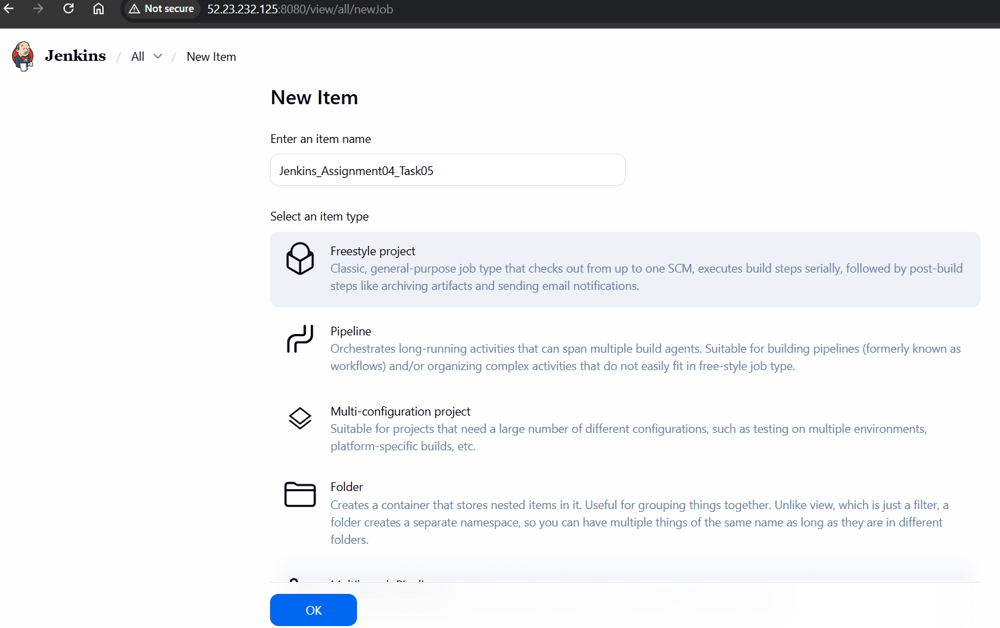 Not secure 52.23.232.125:8080/view/all/newJob
Jenkins / All / New Item
New Item
Enter an item name
Jenkins_Assignment04_Task05
Select an item type
Freestyle project
Classic, general-purpose job type that checks out from up to one SCM, executes build steps serially, followed by post-build
steps like archiving artifacts and sending email notifications.
Pipeline
Orchestrates long-running activities that can span multiple build agents. Suitable for building pipelines (formerly known as
workflows) and/or organizing complex activities that do not easily fit in free-style job type.
Multi-configuration project
Suitable for projects that need a large number of different configurations, such as testing on multiple environments,
platform-specific builds, etc.
Folder
Creates a container that stores nested items in it. Useful for grouping things together. Unlike view, which is just a filter, a
folder creates a separate namespace, so you can have multiple things of the same name as long as they are in different
folders.
OK